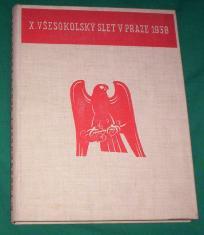 X. VŠESOKOLSKÝ SLET V PRAZE 1938